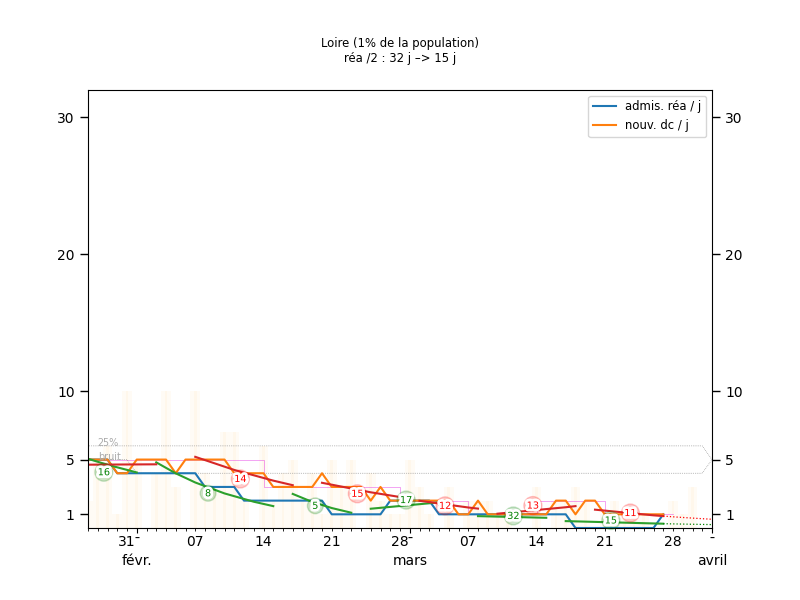 Loire (1% de la population)
réa /2 : 32 j –> 15 j
admis. réa / j
nouv. dc / j
30 30
20 20
10 10
25%
bruit
5 5
16 8 14 5 15 17 12 32 13 15 11
1 1
31 07 14 21 28 07 14 21 28
févr. mars avril